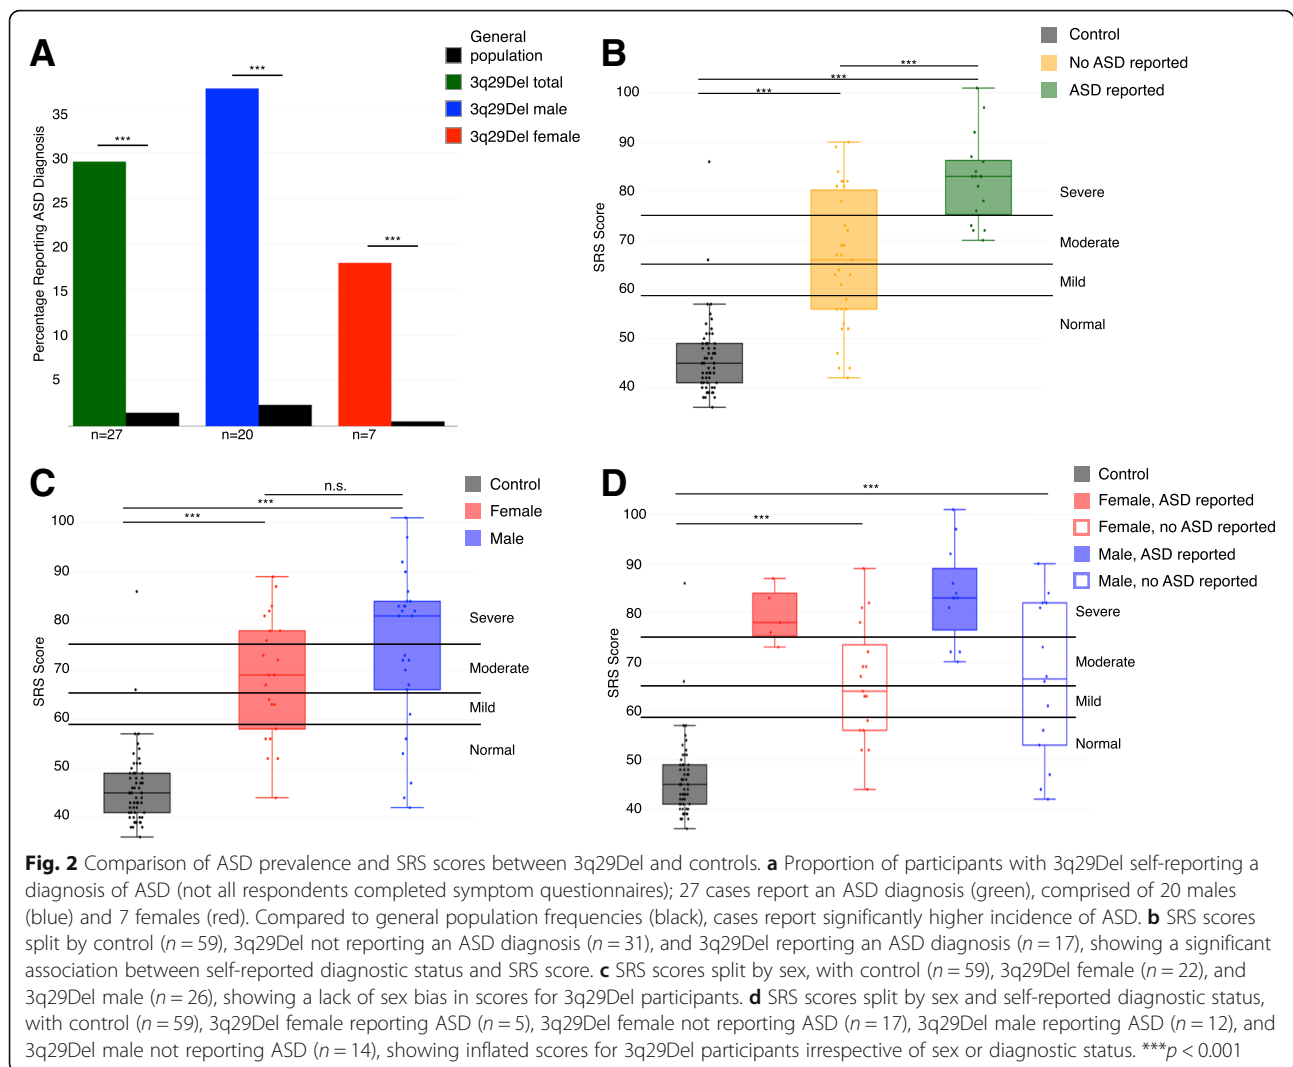 A
General
population
3q29Del total
3q29Del male
3q29Del female
Percentage Reporting ASD Diagnosis
35
30
25
20
15
10
5
***
***
***
n=27
n=20
n=7
B
Control
No ASD reported
ASD reported
SRS Score
100
90
80
70
60
50
40
***
***
***
Severe
Moderate
Mild
Normal
C
Control
Female
Male
SRS Score
100
90
80
70
60
50
40
n.s.
***
***
Severe
Moderate
Mild
Normal
D
Control
Female, ASD reported
Female, no ASD reported
Male, ASD reported
Male, no ASD reported
SRS Score
100
90
80
70
60
50
40
***
***
Severe
Moderate
Mild
Normal
Fig. 2 Comparison of ASD prevalence and SRS scores between 3q29Del and controls. a Proportion of participants with 3q29Del self-reporting a
diagnosis of ASD (not all respondents completed symptom questionnaires); 27 cases report an ASD diagnosis (green), comprised of 20 males
(blue) and 7 females (red). Compared to general population frequencies (black), cases report significantly higher incidence of ASD. b SRS scores
split by control (n = 59), 3q29Del not reporting an ASD diagnosis (n = 31), and 3q29Del reporting an ASD diagnosis (n = 17), showing a significant
association between self-reported diagnostic status and SRS score. c SRS scores split by sex, with control (n = 59), 3q29Del female (n = 22), and
3q29Del male (n = 26), showing a lack of sex bias in scores for 3q29Del participants. d SRS scores split by sex and self-reported diagnostic status,
with control (n = 59), 3q29Del female reporting ASD (n = 5), 3q29Del female not reporting ASD (n = 17), 3q29Del male reporting ASD (n = 12), and
3q29Del male not reporting ASD (n = 14), showing inflated scores for 3q29Del participants irrespective of sex or diagnostic status. ***p < 0.001